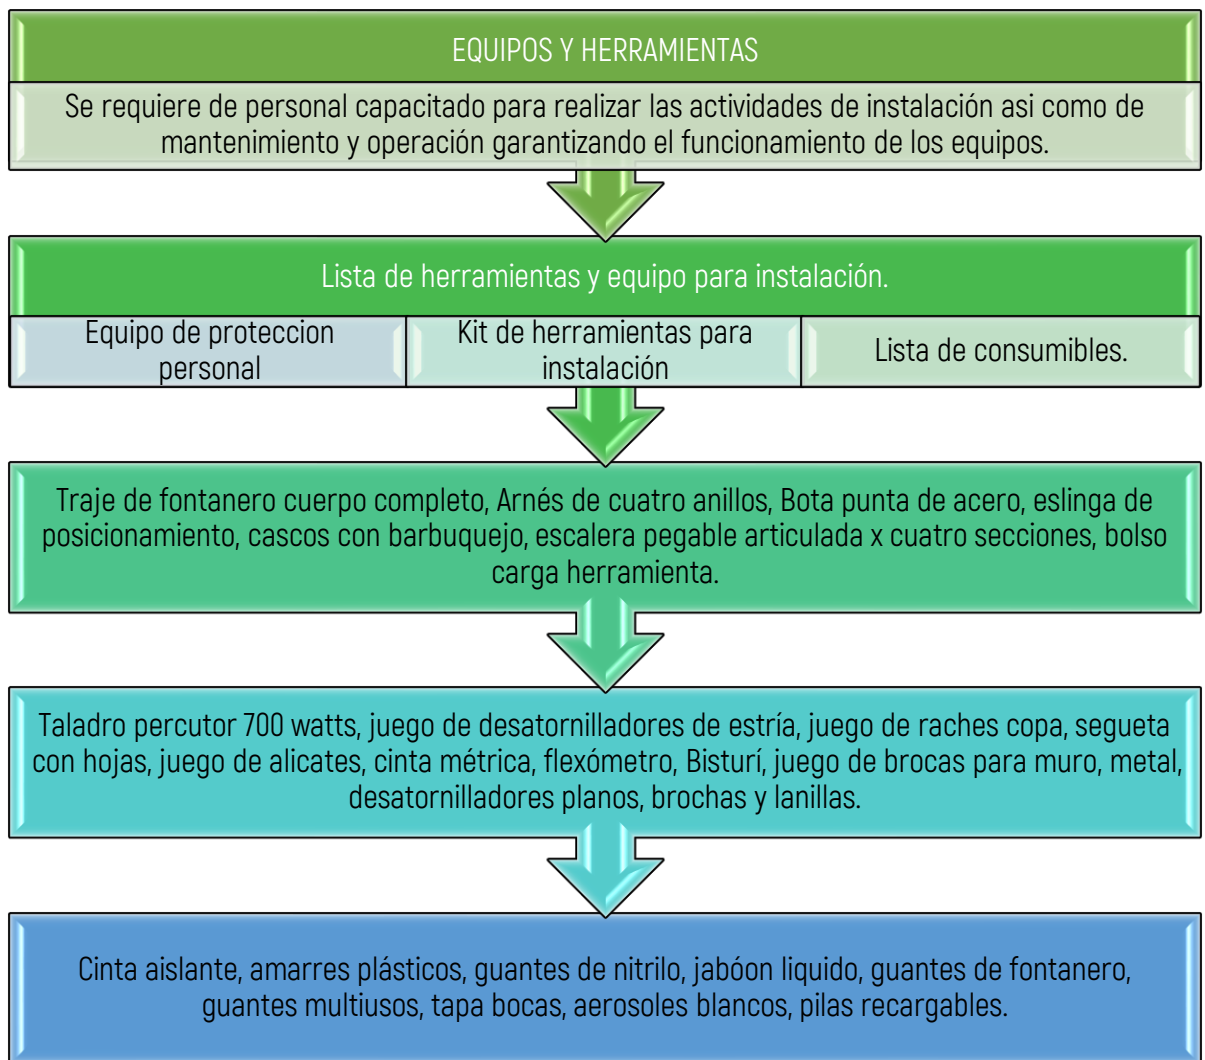 EQUIPOS Y HERRAMIENTAS
Se requiere de personal capacitado para realizar las actividades de instalación asi como de
mantenimiento y operación garantizando el funcionamiento de los equipos.
Lista de herramientas y equipo para instalación.
Equipo de proteccion
personal
Kit de herramientas para
instalación
Lista de consumibles.
Traje de fontanero cuerpo completo, Arnés de cuatro anillos, Bota punta de acero, eslinga de
posicionamiento, cascos con barbuquejo, escalera pegable articulada x cuatro secciones, bolso
carga herramienta.
Taladro percutor 700 watts, juego de desatornilladores de estría, juego de raches copa, segueta
con hojas, juego de alicates, cinta métrica, flexómetro, Bisturí, juego de brocas para muro, metal,
desatornilladores planos, brochas y lanillas.
Cinta aislante, amarres plásticos, guantes de nitrilo, jabóon liquido, guantes de fontanero,
guantes multiusos, tapa bocas, aerosoles blancos, pilas recargables.